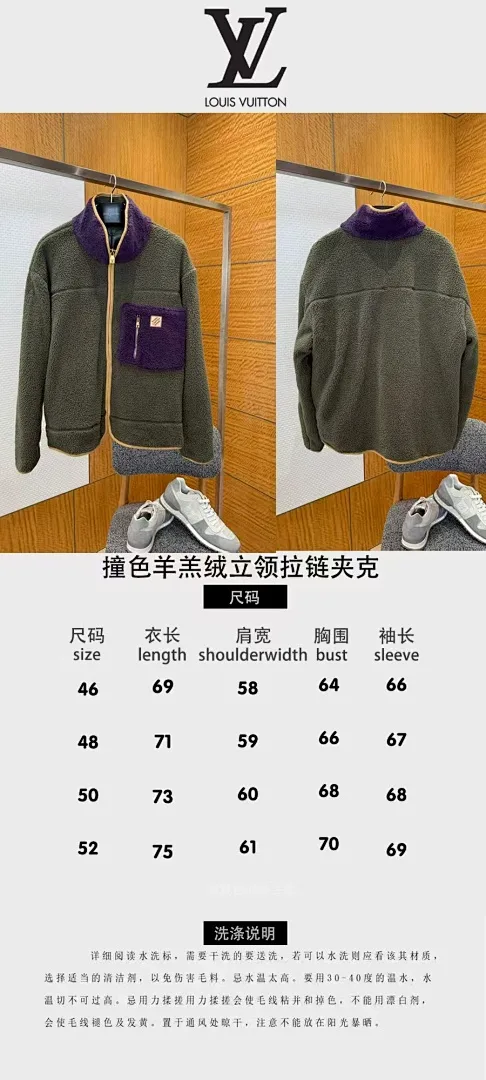 LOUIS VUITTON
撞色羊羔绒立领拉链夹克
尺码
尺码 衣长 肩宽 胸围 袖长
size length shoulderwidth bust sleeve
46 69 58 64 66
48 71 59 66 67
50 73 60 68 68
52 75 61 70 69
洗涤说明
详细阅读水洗标，需要干洗的要送洗，若可以水洗则应看该其材质，
选择适当的清洁剂，以免伤害毛料。忌水温太高。要用30-40度的温水，水
温切不可过高。忌用力揉搓用力揉搓会使毛线粘并和掉色，不能用漂白剂，
会使毛线褪色及发黄。置于通风处晾干，注意不能放在阳光暴晒。